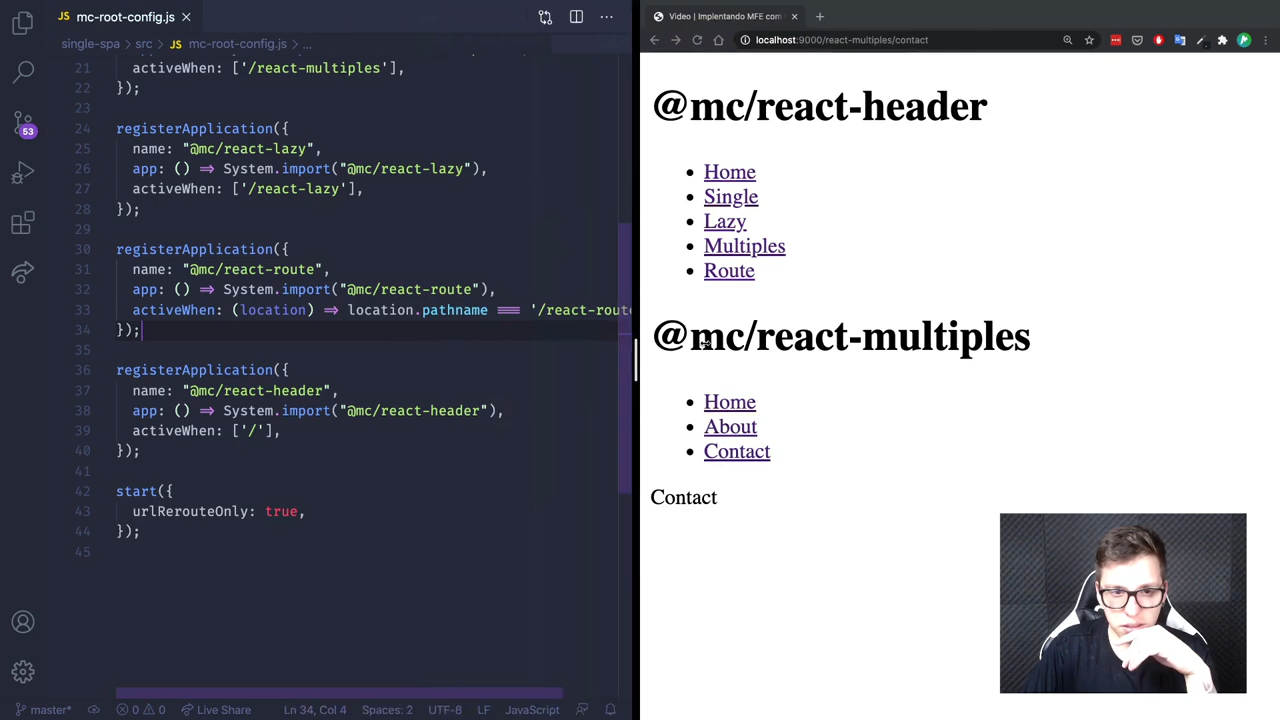 mc-root-config.js
single-spa > src > mc-root-config.js > ...
21 activeWhen: ['/react-multiples'],
22 });
23
24 registerApplication({
25 name: "@mc/react-lazy",
26 app: () => System.import("@mc/react-lazy"),
27 activeWhen: ['/react-lazy'],
28 });
29
30 registerApplication({
31 name: "@mc/react-route",
32 app: () => System.import("@mc/react-route"),
33 activeWhen: (location) => location.pathname === '/react-route
34 });
35
36 registerApplication({
37 name: "@mc/react-header",
38 app: () => System.import("@mc/react-header"),
39 activeWhen: ['/'],
40 });
41
42 start({
43 urlRerouteOnly: true,
44 });
45
53
master* 0 0 Live Share Ln 34, Col 4 Spaces: 2 UTF-8 LF JavaScript
Video | Implentando MFE com
localhost:9000/react-multiples/contact
@mc/react-header
Home
Single
Lazy
Multiples
Route
@mc/react-multiples
Home
About
Contact
Contact